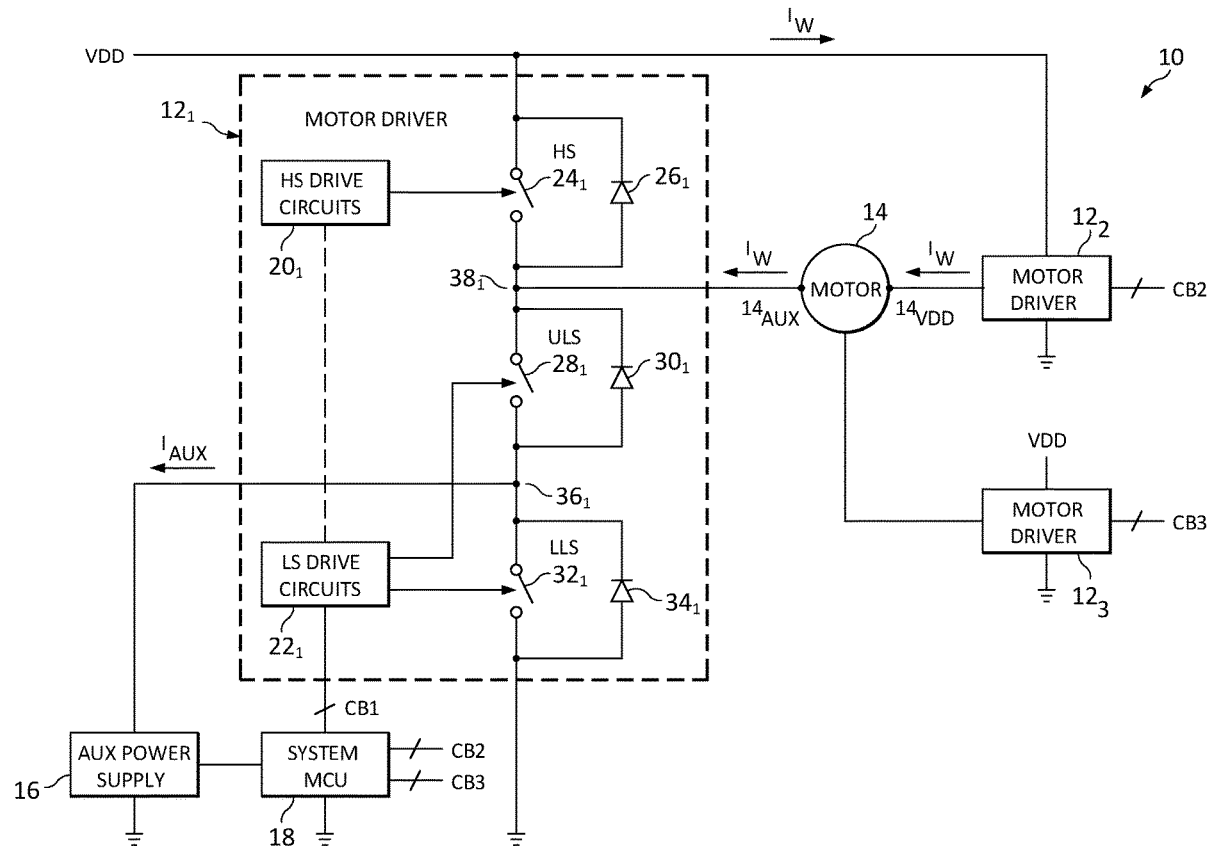 I_W
VDD
10
12_1
MOTOR DRIVER
HS
24_1
26_1
HS DRIVE
CIRCUITS
20_1
14
12_2
I_W
I_W
38_1
MOTOR
MOTOR
DRIVER
CB2
14_AUX
14_VDD
ULS
28_1
30_1
I_AUX
VDD
36_1
MOTOR
DRIVER
CB3
LS DRIVE
CIRCUITS
LLS
32_1
34_1
12_3
22_1
CB1
AUX POWER
SUPPLY
SYSTEM
MCU
CB2
CB3
16
18